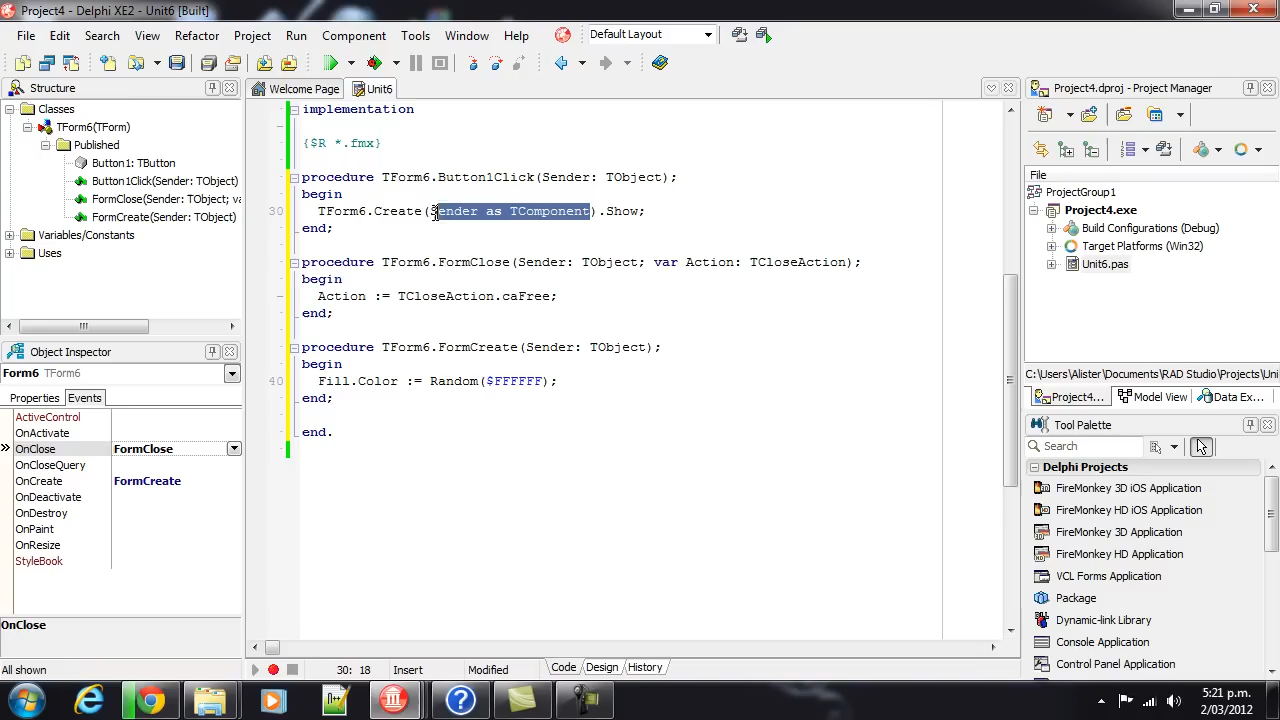 Project4 - Delphi XE2 - Unit6 [Built]
File Edit Search View Refactor Project Run Component Tools Window Help Default Layout
Structure
Classes
TForm6(TForm)
Published
Button1: TButton
Button1Click(Sender: TObject)
FormClose(Sender: TObject; va
FormCreate(Sender: TObject)
Variables/Constants
Uses
Object Inspector
Form6 TForm6
Properties Events
ActiveControl
OnActivate
OnClose FormClose
OnCloseQuery
OnCreate FormCreate
OnDeactivate
OnDestroy
OnPaint
OnResize
StyleBook
OnClose
All shown
Welcome Page Unit6
implementation
{$R *.fmx}
procedure TForm6.Button1Click(Sender: TObject);
begin
30 TForm6.Create(Sender as TComponent).Show;
end;
procedure TForm6.FormClose(Sender: TObject; var Action: TCloseAction);
begin
Action := TCloseAction.caFree;
end;
procedure TForm6.FormCreate(Sender: TObject);
begin
40 Fill.Color := Random($FFFFFF);
end;
end.
30: 18 Insert Modified Code Design History
Project4.dproj - Project Manager
File
ProjectGroup1
Project4.exe
Build Configurations (Debug)
Target Platforms (Win32)
Unit6.pas
C:\Users\Alister\Documents\RAD Studio\Projects\Uni
Project4... Model View Data Ex...
Tool Palette
Search
Delphi Projects
FireMonkey 3D iOS Application
FireMonkey HD iOS Application
FireMonkey 3D Application
FireMonkey HD Application
VCL Forms Application
Package
Dynamic-link Library
Console Application
Control Panel Application
5:21 p.m.
2/03/2012